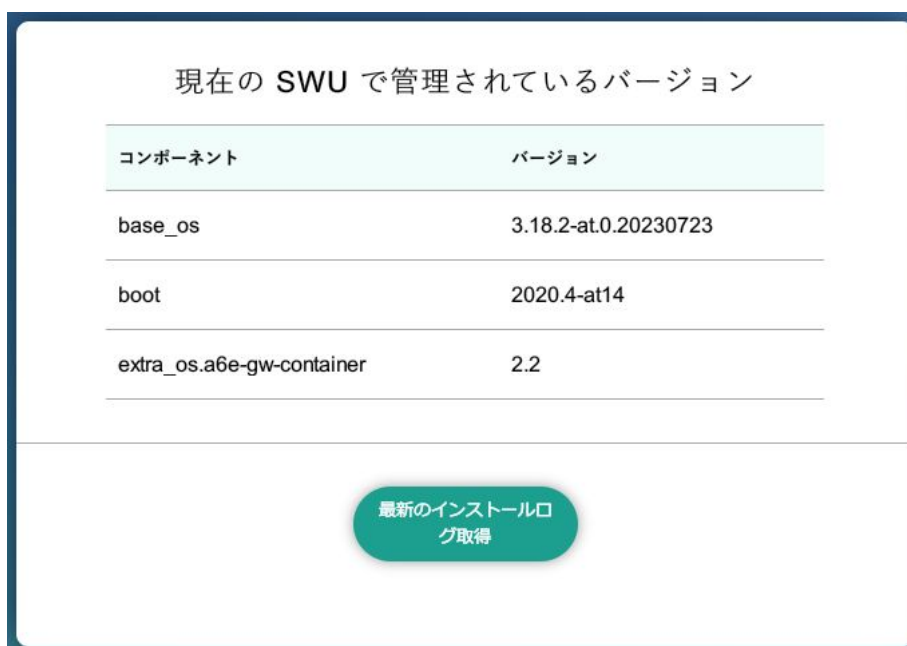 現在の SWU で管理されているバージョン
コンポーネント バージョン
base_os 3.18.2-at.0.20230723
boot 2020.4-at14
extra_os.a6e-gw-container 2.2
最新のインストールロ
グ取得